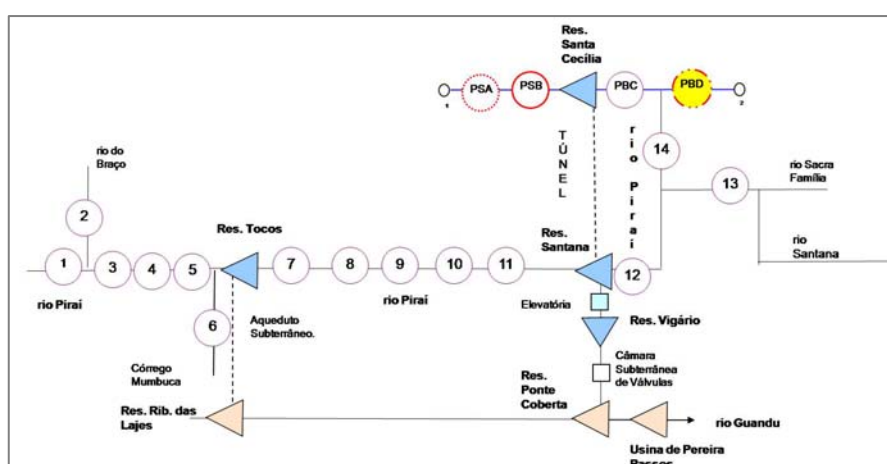 Res.
Santa
Cecília
PSA
PSB
PBC
PBD
1
2
TÚNEL
rio Piraí
14
13
rio Sacra
Família
rio
Santana
rio do
Braço
2
Res. Tocos
Res.
Santana
1
3
4
5
7
8
9
10
11
12
rio Piraí
rio Piraí
6
Aqueduto
Subterrâneo.
Elevatória
Res. Vigário
Córrego
Mumbuca
Câmara
Subterrânea
de Válvulas
Res.
Ponte
Coberta
Res. Rib. das
Lajes
rio Guandu
Usina de Pereira